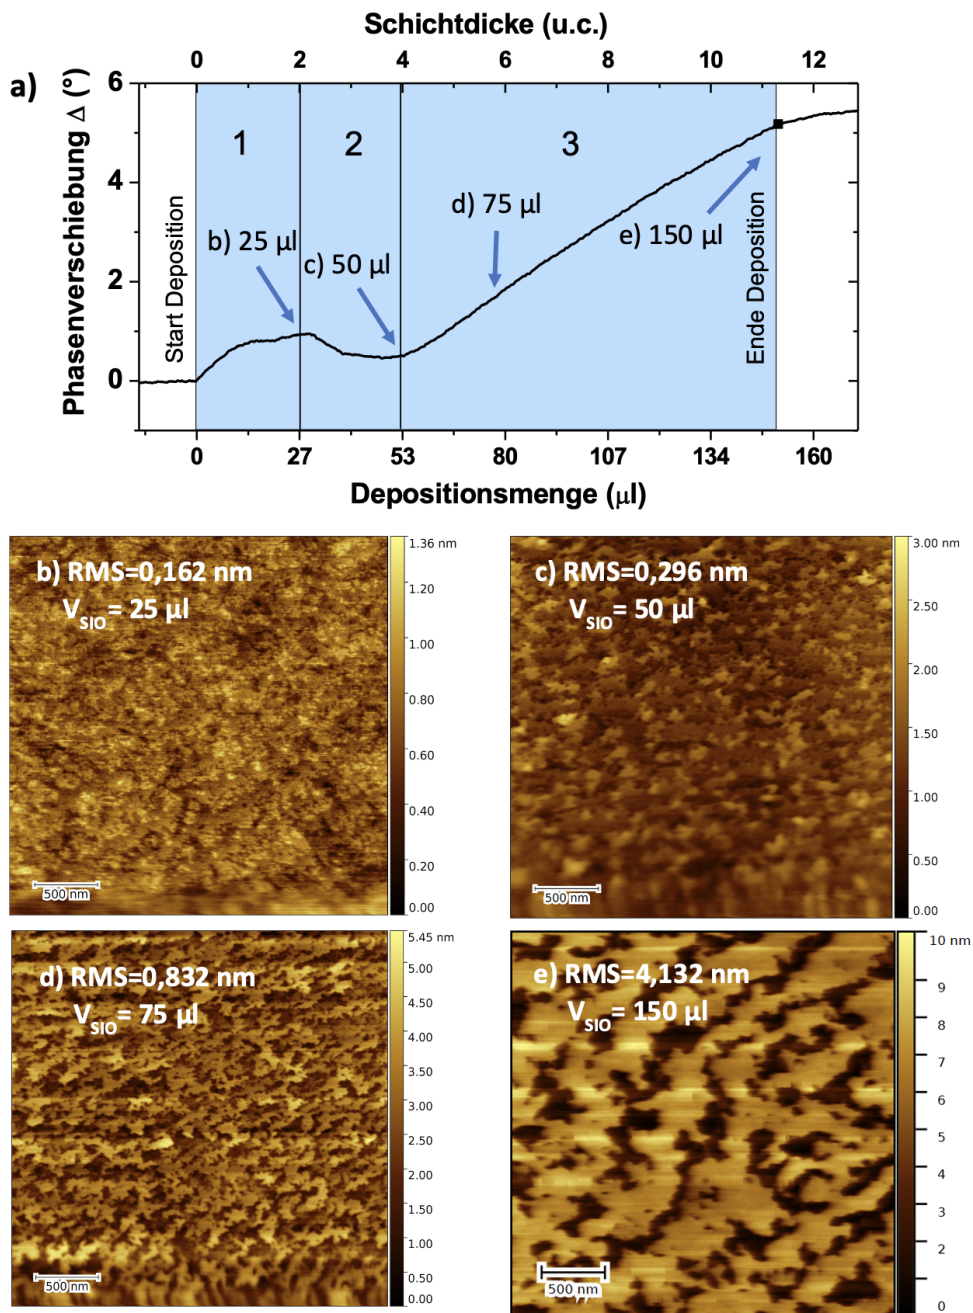 Schichtdicke (u.c.)
0 2 4 6 8 10 12
a)
Phasenverschiebung Δ (°)
6
4
2
0
1
2
3
Start Deposition
b) 25 µl
c) 50 µl
d) 75 µl
e) 150 µl
Ende Deposition
0 27 53 80 107 134 160
Depositionsmenge (µl)
b) RMS=0,162 nm
V_SIO = 25 µl
500 nm
1.36 nm
1.20
1.00
0.80
0.60
0.40
0.20
0.00
c) RMS=0,296 nm
V_SIO = 50 µl
500 nm
3.00 nm
2.50
2.00
1.50
1.00
0.50
0.00
d) RMS=0,832 nm
V_SIO = 75 µl
500 nm
5.45 nm
5.00
4.50
4.00
3.50
3.00
2.50
2.00
1.50
1.00
0.50
0.00
e) RMS=4,132 nm
V_SIO = 150 µl
500 nm
10 nm
9
8
7
6
5
4
3
2
1
0